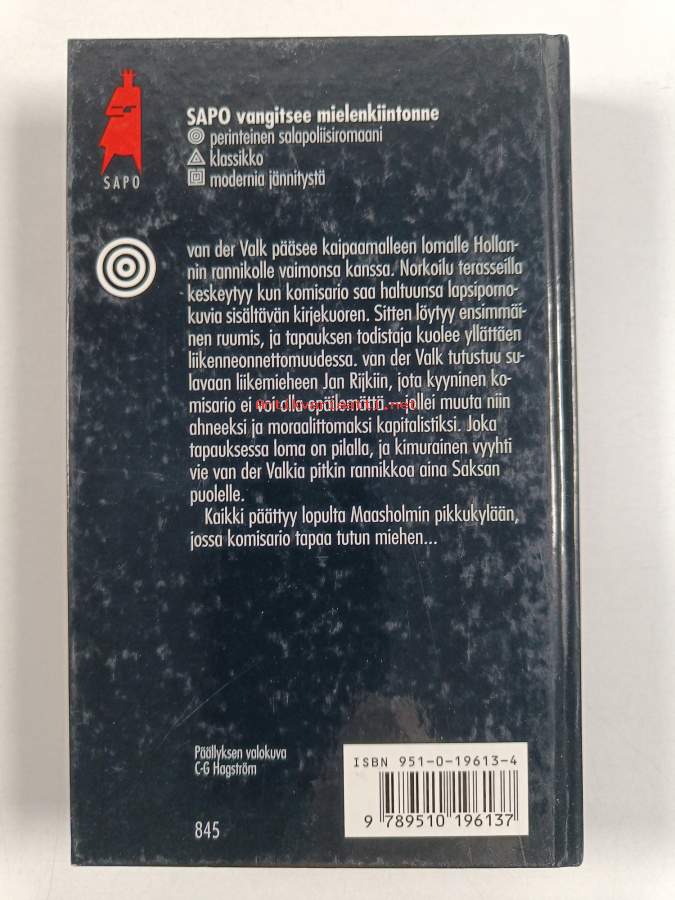 SAPO
SAPO vangitsee mielenkiintonne
perinteinen salapoliisiromaani
klassikko
modernia jännitystä
van der Valk pääsee kaipaamalleen lomalle Hollan-
nin rannikolle vaimonsa kanssa. Norkoilu terasseilla
keskeytyy kun komisario saa haltuunsa lapsiporno-
kuvia sisältävän kirjekuoren. Sitten löytyy ensimmäi-
nen ruumis, ja tapauksen todistaja kuolee yllättäen
liikenneonnettomuudessa. van der Valk tutustuu su-
lavaan liikemieheen Jan Rijkiin, jota kyyninen ko-
misario ei voi olla epäilemättä – jollei muuta niin
ahneeksi ja moraalittomaksi kapitalistiksi. Joka
tapauksessa loma on pilalla, ja kimurainen vyyhti
vie van der Valkia pitkin rannikkoa aina Saksan
puolelle.
Kaikki päättyy lopulta Maasholmin pikkukylään,
jossa komisario tapaa tutun miehen...
Päällyksen valokuva
C-G Hagström
845
ISBN 951-0-19613-4
9 789510 196137